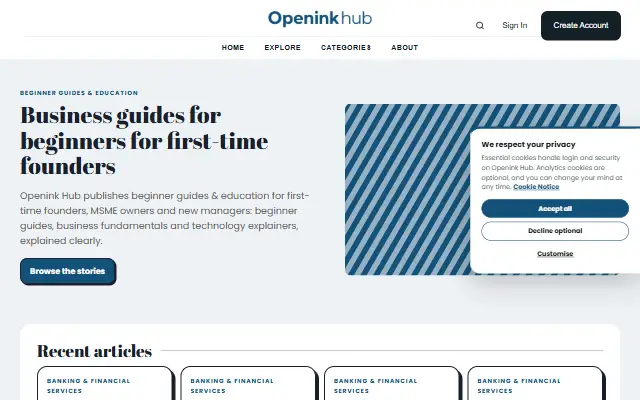 Openink hub
Sign In
Create Account
HOME
EXPLORE
CATEGORIES
ABOUT
BEGINNER GUIDES & EDUCATION
Business guides for
beginners for first-time
founders
Openink Hub publishes beginner guides & education for first-
time founders, MSME owners and new managers: beginner
guides, business fundamentals and technology explainers,
explained clearly.
Browse the stories
We respect your privacy
Essential cookies handle login and security
on Openink Hub. Analytics cookies are
optional, and you can change your mind at
any time. Cookie Notice
Accept all
Decline optional
Customise
Recent articles
BANKING & FINANCIAL
SERVICES
BANKING & FINANCIAL
SERVICES
BANKING & FINANCIAL
SERVICES
BANKING & FINANCIAL
SERVICES